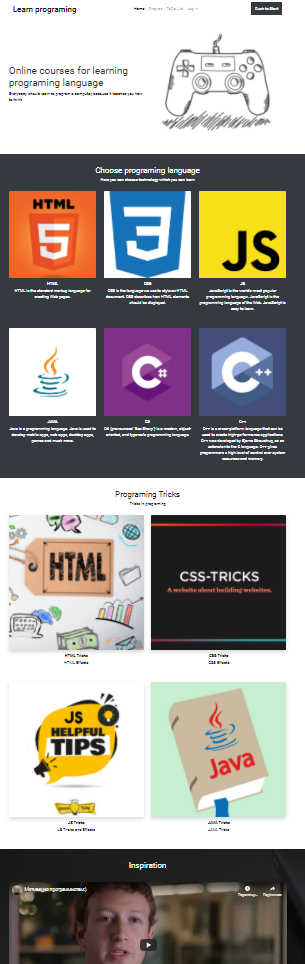 Learn programing
Home Progres ToDoList Log in
Push to Start
Online courses for learning
programing language
Everybody should learn to program a computer, because it teaches you how
to think
Choose programing language
Here you can choose technology which you can learn
HTML
5
3
JS
HTML
HTML is the standard markup language for
creating Web pages.
CSS
CSS is the language we use to style an HTML
document. CSS describes how HTML elements
should be displayed.
JS
JavaScript is the world's most popular
programming language. JavaScript is the
programming language of the Web. JavaScript is
easy to learn.
Java
C#
C++
JAVA
Java is a programming language. Java is used to
develop mobile apps, web apps, desktop apps,
games and much more.
C#
C# (pronounced "See Sharp") is a modern, object-
oriented, and type-safe programming language.
C++
C++ is a cross-platform language that can be
used to create high-performance applications.
C++ was developed by Bjarne Stroustrup, as an
extension to the C language. C++ gives
programmers a high level of control over system
resources and memory.
Programing Tricks
Tricks in programing
HTML
CSS-TRICKS
A website about building websites.
HTML Tricks
HTML Effects
CSS Tricks
CSS Effects
JS
HELPFUL
TIPS
Java
JS Tricks
JS Tricks and Effects
JAVA Tricks
JAVA Tricks
Inspiration
Мотивация программистам)